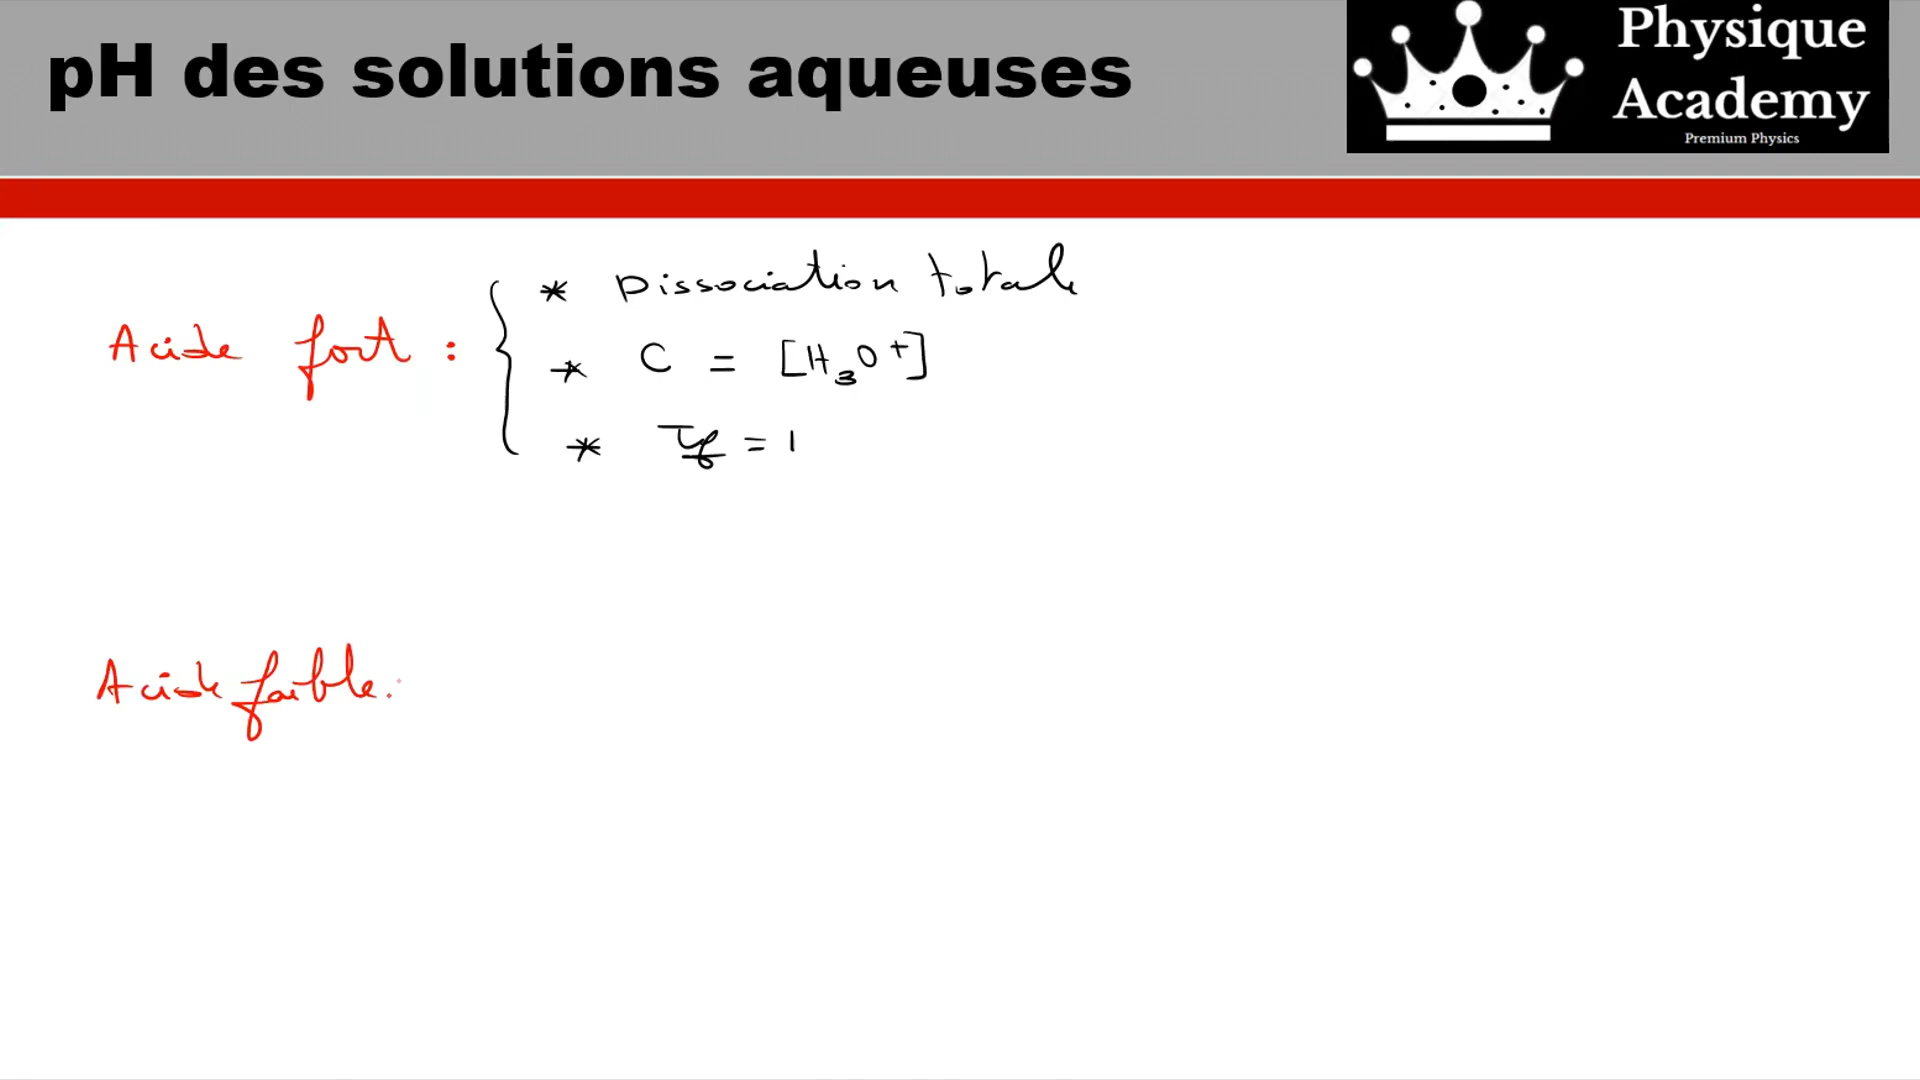 pH des solutions aqueuses
Physique
Academy
Premium Physics
* Dissociation totale
Acide fort :
* C = [H₃O⁺]
* τf = 1
Acide faible.